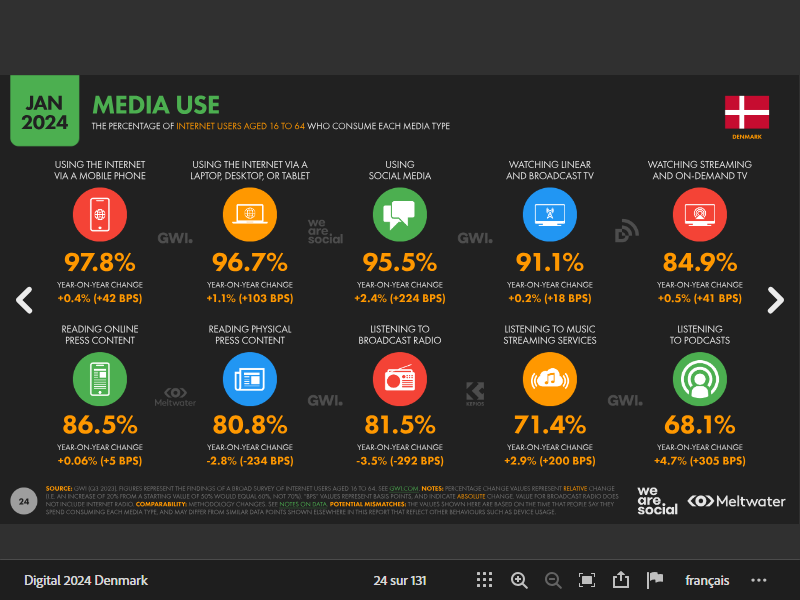 JAN
2024
MEDIA USE
THE PERCENTAGE OF INTERNET USERS AGED 16 TO 64 WHO CONSUME EACH MEDIA TYPE
DENMARK
USING THE INTERNET
VIA A MOBILE PHONE
USING THE INTERNET VIA A
LAPTOP, DESKTOP, OR TABLET
USING
SOCIAL MEDIA
WATCHING LINEAR
AND BROADCAST TV
WATCHING STREAMING
AND ON-DEMAND TV
GWI.
we
are.
social
GWI.
97.8%
96.7%
95.5%
91.1%
84.9%
YEAR-ON-YEAR CHANGE
YEAR-ON-YEAR CHANGE
YEAR-ON-YEAR CHANGE
YEAR-ON-YEAR CHANGE
YEAR-ON-YEAR CHANGE
+0.4% (+42 BPS)
+1.1% (+103 BPS)
+2.4% (+224 BPS)
+0.2% (+18 BPS)
+0.5% (+41 BPS)
READING ONLINE
PRESS CONTENT
READING PHYSICAL
PRESS CONTENT
LISTENING TO
BROADCAST RADIO
LISTENING TO MUSIC
STREAMING SERVICES
LISTENING
TO PODCASTS
Meltwater
GWI.
KEPIOS
GWI.
86.5%
80.8%
81.5%
71.4%
68.1%
YEAR-ON-YEAR CHANGE
YEAR-ON-YEAR CHANGE
YEAR-ON-YEAR CHANGE
YEAR-ON-YEAR CHANGE
YEAR-ON-YEAR CHANGE
+0.06% (+5 BPS)
-2.8% (-234 BPS)
-3.5% (-292 BPS)
+2.9% (+200 BPS)
+4.7% (+305 BPS)
24
SOURCE: GWI (Q3 2023). FIGURES REPRESENT THE FINDINGS OF A BROAD SURVEY OF INTERNET USERS AGED 16 TO 64. SEE GWI.COM. NOTES: PERCENTAGE CHANGE VALUES REPRESENT RELATIVE CHANGE
(I.E. AN INCREASE OF 20% FROM A STARTING VALUE OF 50% WOULD EQUAL 60%, NOT 70%). "BPS" VALUES REPRESENT BASIS POINTS, AND INDICATE ABSOLUTE CHANGE. VALUE FOR BROADCAST RADIO DOES
NOT INCLUDE INTERNET RADIO. COMPARABILITY: METHODOLOGY CHANGES. SEE NOTES ON DATA. POTENTIAL MISMATCHES: THE VALUES SHOWN HERE ARE BASED ON THE TIME THAT PEOPLE SAY THEY
SPEND CONSUMING EACH MEDIA TYPE, AND MAY DIFFER FROM SIMILAR DATA POINTS SHOWN ELSEWHERE IN THIS REPORT THAT REFLECT OTHER BEHAVIOURS SUCH AS DEVICE USAGE.
we
are.
social
Meltwater
Digital 2024 Denmark
24 sur 131
français